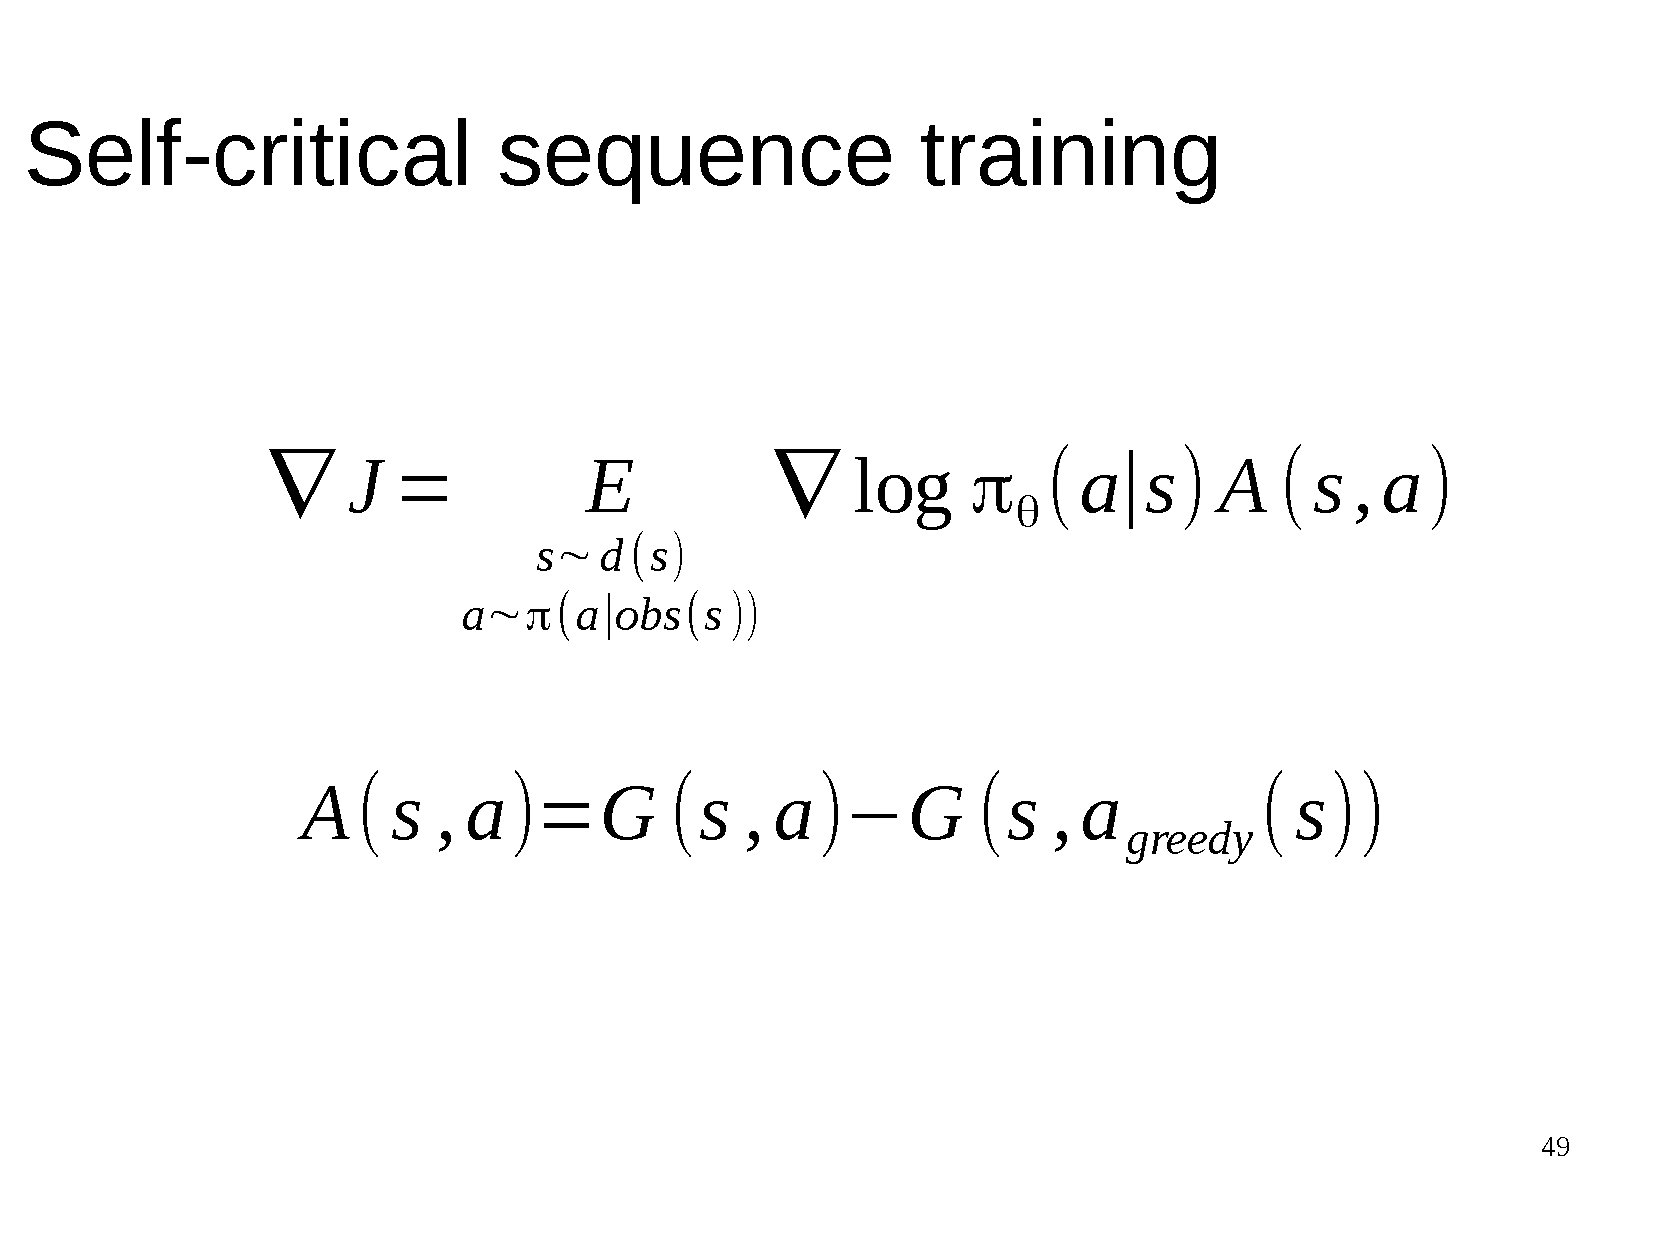 Self-critical sequence training
∇ J = E ∇ log π_θ (a|s) A (s , a)
s ~ d (s)
a ~ π (a|obs(s))
A(s , a)=G (s , a)−G (s , a_greedy (s))
49